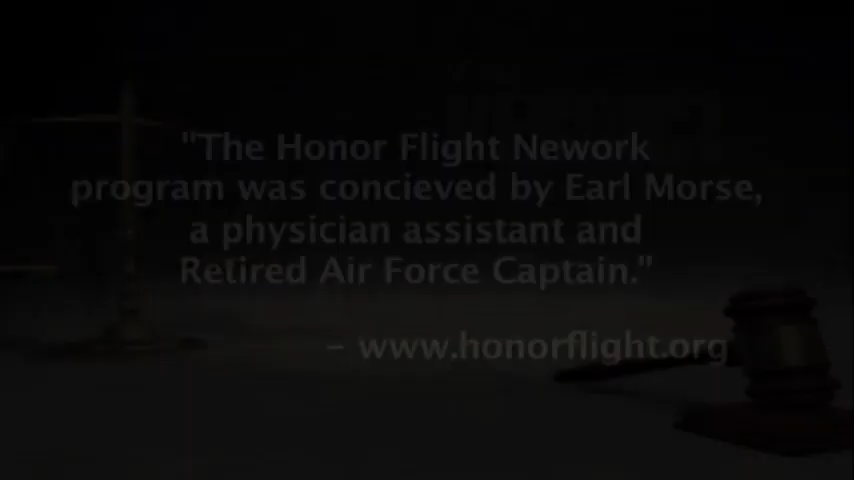 "The Honor Flight Nework
program was concieved by Earl Morse,
a physician assistant and
Retired Air Force Captain."
– www.honorflight.org